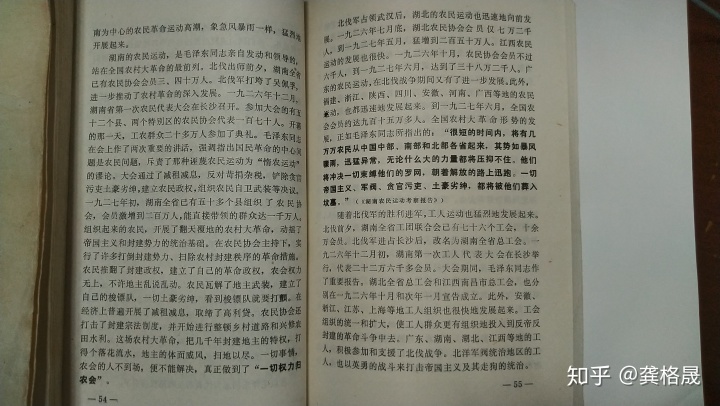 南为中心的农民革命运动高潮，象急风暴雨一样，猛烈地
开展起来。
湖南的农民运动，是毛泽东同志亲自发动和领导的，
站在全国农村大革命的最前列。北伐出师前夕，湖南全省
已有农民协会会员三、四十万人。北伐军打垮了吴佩孚，
进一步推动了农村革命的深入发展。一九二六年十二月，
湖南省第一次农民代表大会在长沙召开。参加大会的有五
十二个县、两个特别区的农民协会代表一百七十人。开幕
的那一天，工农群众二十多万人参加了典礼。毛泽东同志
在会上作了两次重要的讲话，强调指出国民革命的中心问
题是农民问题，斥责了那种诬蔑农民运动为“惰农运动”
的谬论。大会通过了减租减息，反对苛捐杂税，铲除贪官
污吏土豪劣绅，建立农民政权，组织农民自卫武装等决议。
一九二七年初，湖南全省已有五十多个县组织了农民协
会，会员激增到二百万人，能直接领导的群众达一千万人。
组织起来的农民，开展了翻天覆地的农村大革命，动摇了
帝国主义和封建势力的统治基础。在农民协会主持下，实
行了许多打倒封建势力、扫除农村封建秩序的革命措施。
农民推翻了封建政权，建立了自己的革命政权，农会权力
无上，不许地主乱说乱动。农民瓦解了地主武装，建立了
自己的梭镖队，一切土豪劣绅，看到梭镖队就要打颤。在
经济上普遍开展了减租减息，取缔了高利贷。农民协会还
打击了封建宗法制度，并开始进行整顿乡村道路和兴修农
田水利。这场农村大革命，把几千年封建地主的特权，打
得个落花流水，地主的体面威风，扫地以尽。一切事情，
农会的人不到场，便不能解决，真正做到了“一切权力归
农会”。
— 54 —
北伐军占领武汉后，湖北的农民运动也迅速地向前发
展。一九二六年七月底，湖北农民协会会员仅七万二千
人，到一九二七年五月，猛增到二百五十万人。江西农民
运动也是发展很快的。一九二六年十月，农民协会会员仅六千
人，到一九二七年六月，达到了三十八万二千人。广
东的农民运动，在北伐战争期间又有了进一步发展。此外，
福建、浙江、陕西、四川、安徽、河南、广西等地的农民
运动，也都迅速地发展起来。到一九二七年六月，全国农
会会员约达九百十五万多人。全国农村大革命形势的发
展，正如毛泽东同志所指出的：“很短的时间内，将有几
万万农民从中国中部、南部和北部各省起来，其势如暴风
骤雨，迅猛异常，无论什么大的力量都将压抑不住。他们
将冲决一切束缚他们的罗网，朝着解放的路上迅跑。一切
帝国主义、军阀、贪官污吏、土豪劣绅，都将被他们葬入
坟墓。”（《湖南农民运动考察报告》）
随着北伐军的胜利进军，工人运动也猛烈地发展起来。
北伐前夕，湖南全省工团联合会已有七十六个工会，十余
万会员。北伐军进占长沙后，改名为湖南全省总工会。一
九二六年十二月初，湖南第一次工人代表大会在长沙举
行，代表二十二万六千多会员。大会期间，毛泽东同志作
了重要报告。湖北全省总工会和江西南昌市总工会，也分
别在一九二六年十月和次年一月宣告成立。此外，安徽、
浙江、江苏、上海等地工人组织也很快地发展起来。工会
组织的统一和扩大，使工人群众更有组织地投入到反帝反
封建的革命斗争中去。广东、湖南、湖北、江西等地的工
人，积极参加和支援了北伐战争。北洋军阀统治地区的工
人，也以英勇的战斗来打击帝国主义及其走狗的统治。
— 55 —
知乎 @龚格晟